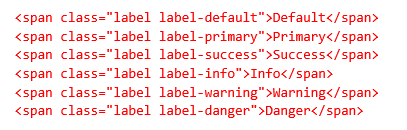 <span class="label label-default">Default</span>
<span class="label label-primary">Primary</span>
<span class="label label-success">Success</span>
<span class="label label-info">Info</span>
<span class="label label-warning">Warning</span>
<span class="label label-danger">Danger</span>